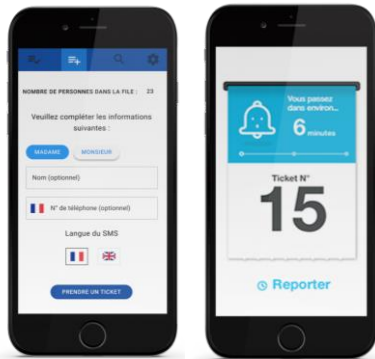 NOMBRE DE PERSONNES DANS LA FILE : 23
Veuillez compléter les informations
suivantes :
MADAME
MONSIEUR
Nom (optionnel)
N° de téléphone (optionnel)
Langue du SMS
PRENDRE UN TICKET
Vous passez
dans environ...
6 minutes
Ticket N°
15
Reporter